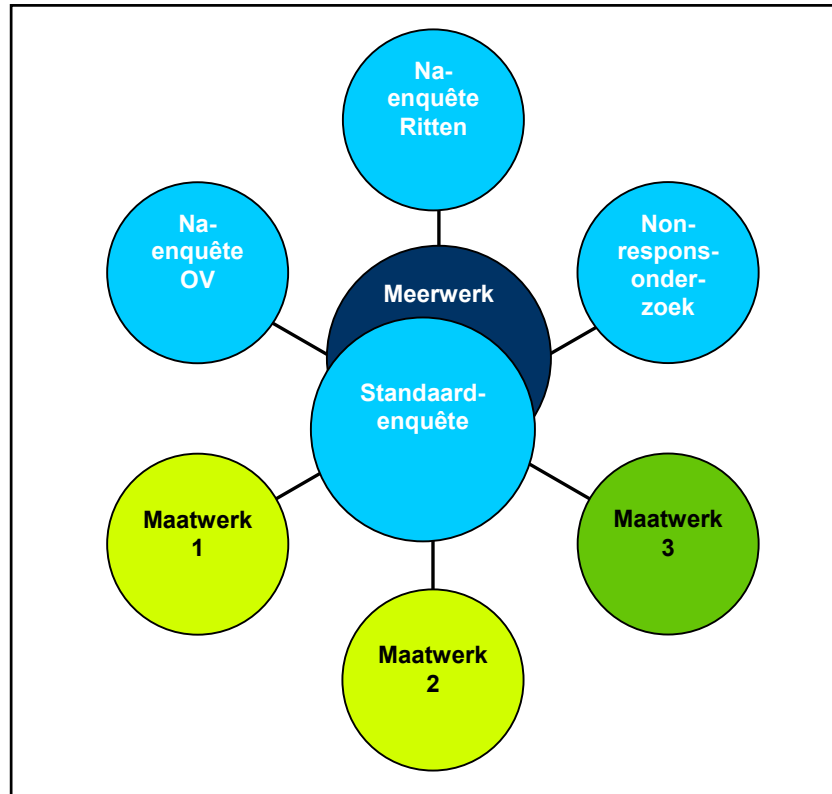 Na-
enquête
Ritten
Na-
enquête
OV
Non-
respons-
onder-
zoek
Meerwerk
Standaard-
enquête
Maatwerk
1
Maatwerk
3
Maatwerk
2